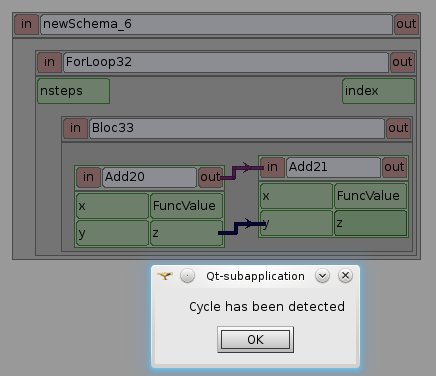 in newSchema_6 out
in ForLoop32 out
nsteps index
in Bloc33 out
in Add20 out in Add21 out
x FuncValue x FuncValue
y z y z
Qt-subapplication
Cycle has been detected
OK